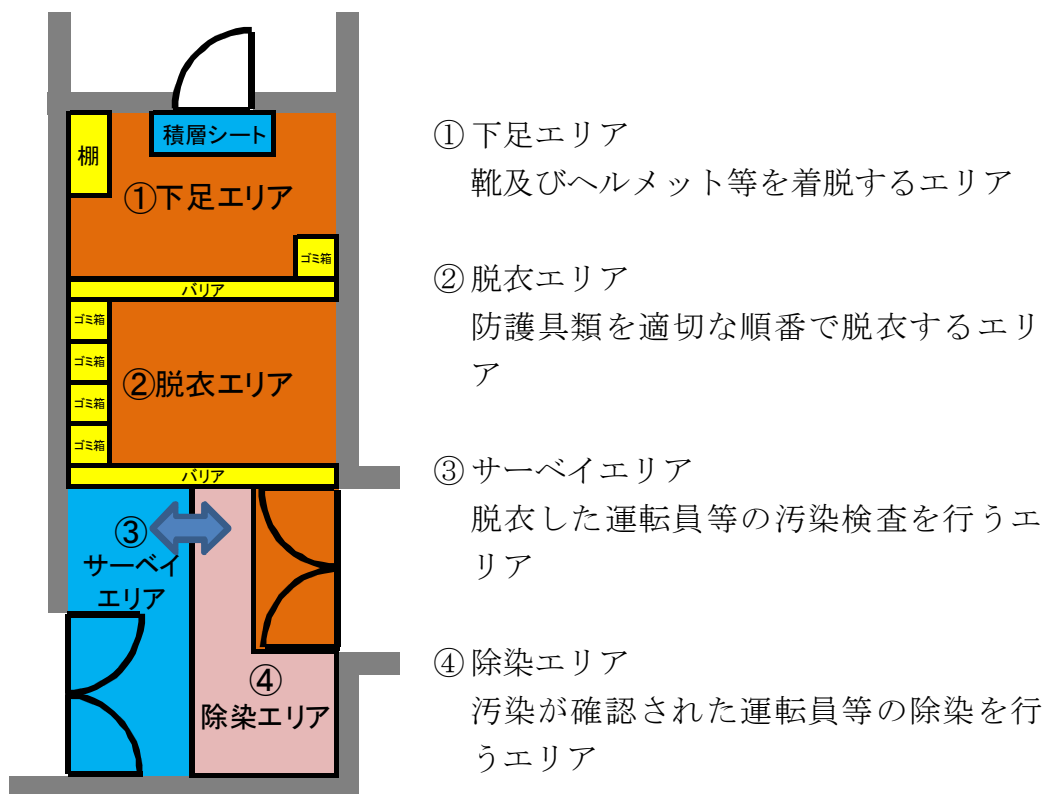 積層シート
棚
①下足エリア
ゴミ箱
バリア
ゴミ箱
ゴミ箱
②脱衣エリア
ゴミ箱
ゴミ箱
バリア
③
サーベイ
エリア
④
除染エリア
① 下足エリア
靴及びヘルメット等を着脱するエリア
② 脱衣エリア
防護具類を適切な順番で脱衣するエリ
ア
③ サーベイエリア
脱衣した運転員等の汚染検査を行うエ
リア
④ 除染エリア
汚染が確認された運転員等の除染を行
うエリア